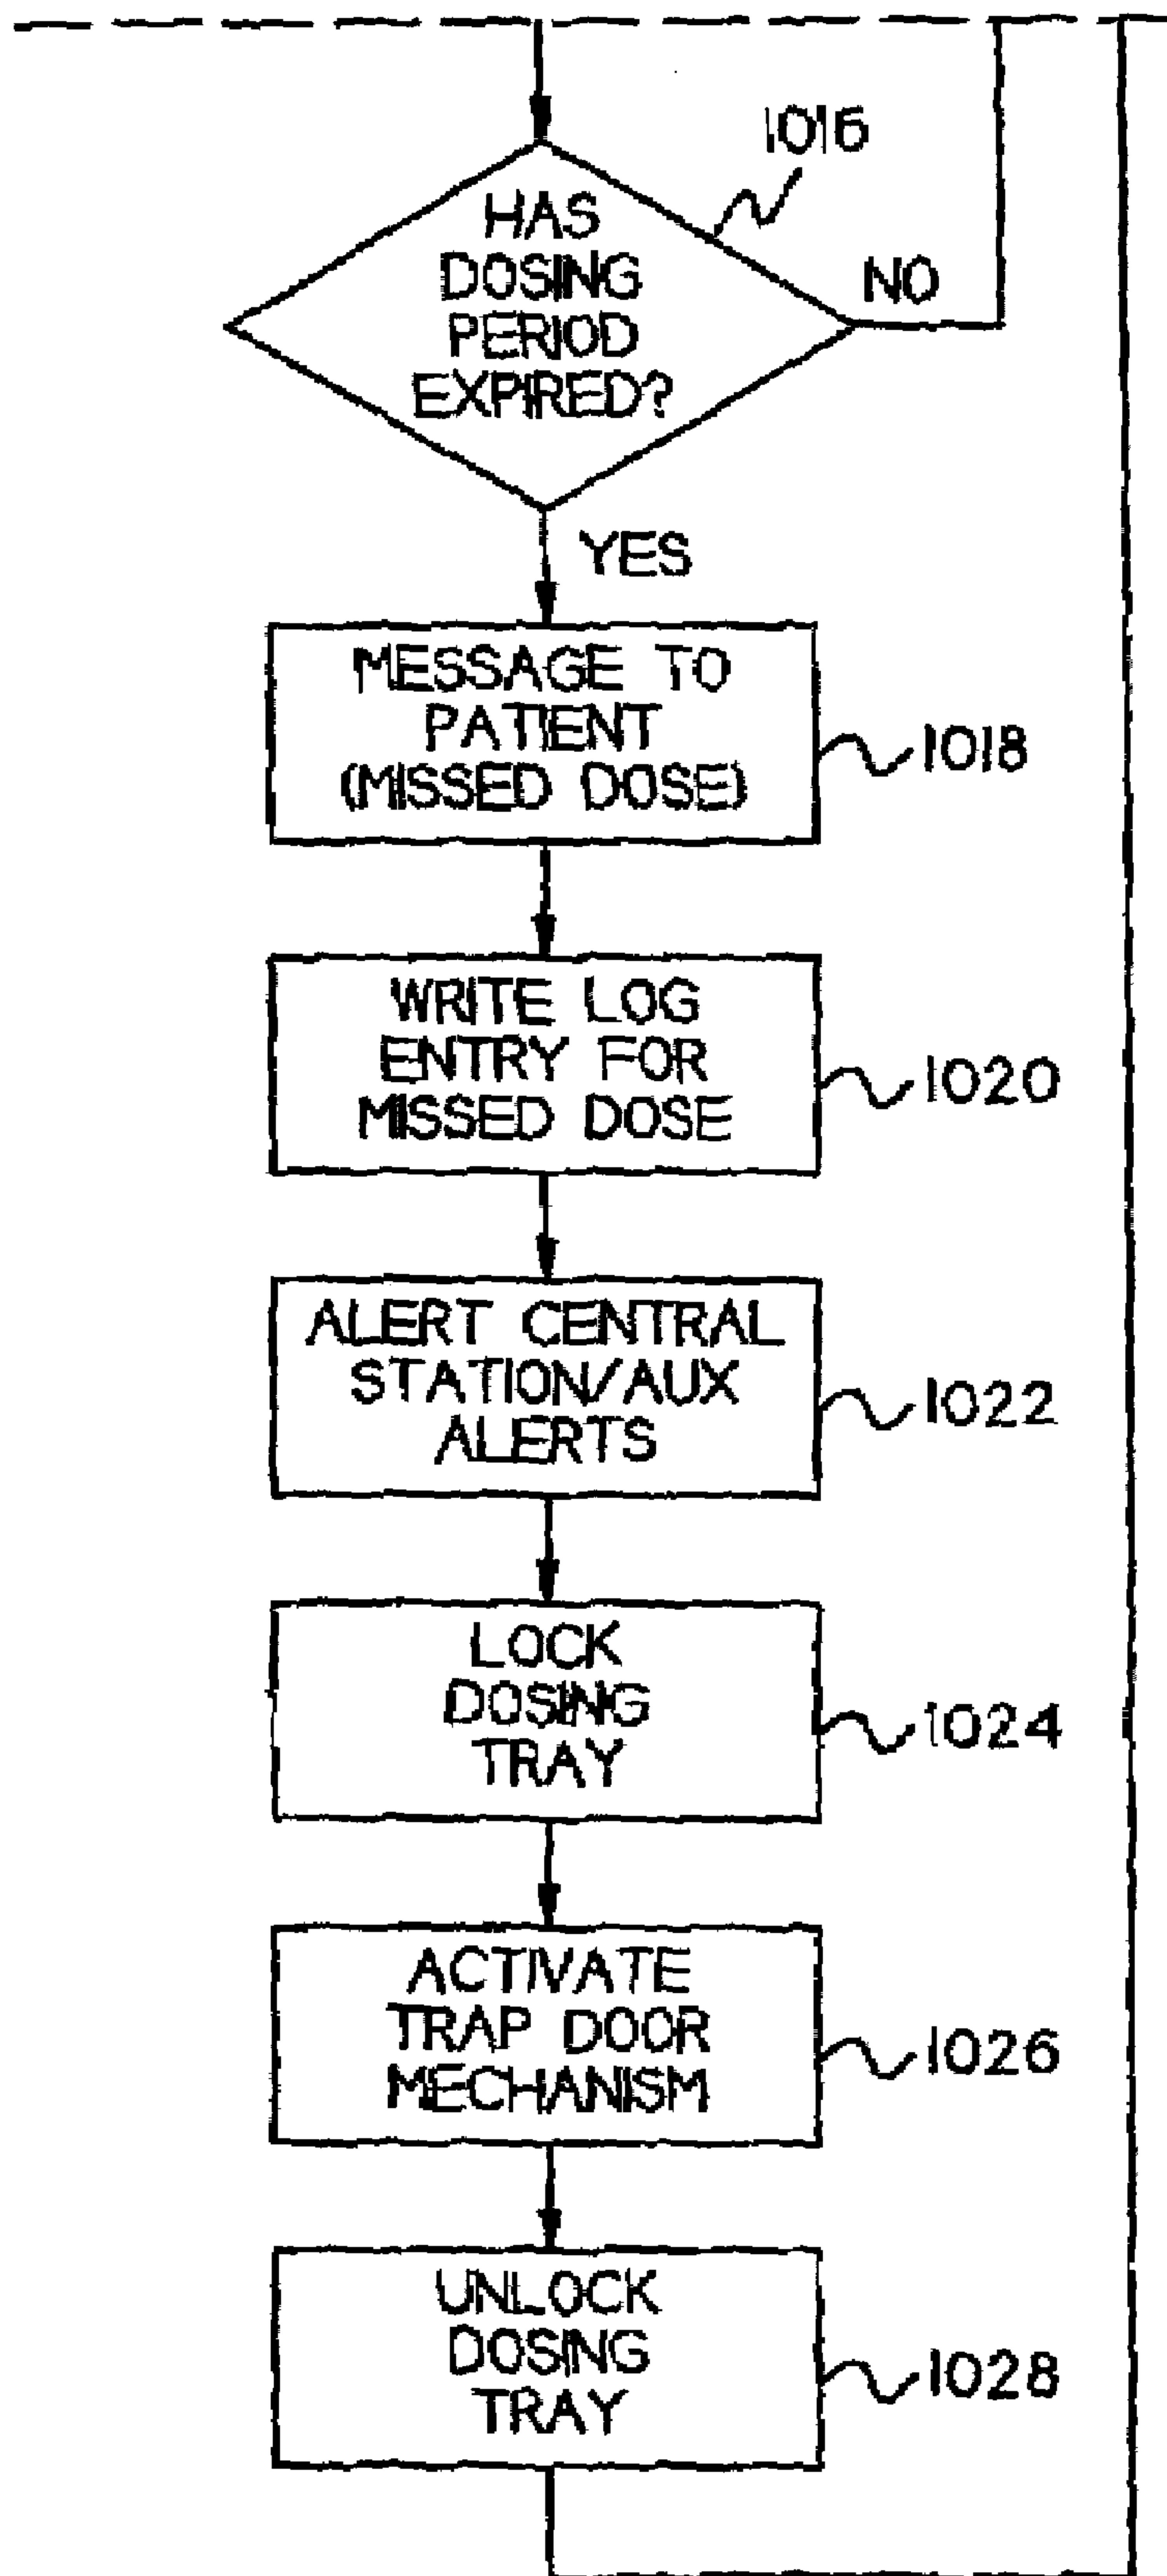 1016
HAS
DOSING
PERIOD
EXPIRED?
NO
YES
MESSAGE TO
PATIENT
(MISSED DOSE)
1018
WRITE LOG
ENTRY FOR
MISSED DOSE
1020
ALERT CENTRAL
STATION/AUX
ALERTS
1022
LOCK
DOSING
TRAY
1024
ACTIVATE
TRAP DOOR
MECHANISM
1026
UNLOCK
DOSING
TRAY
1028